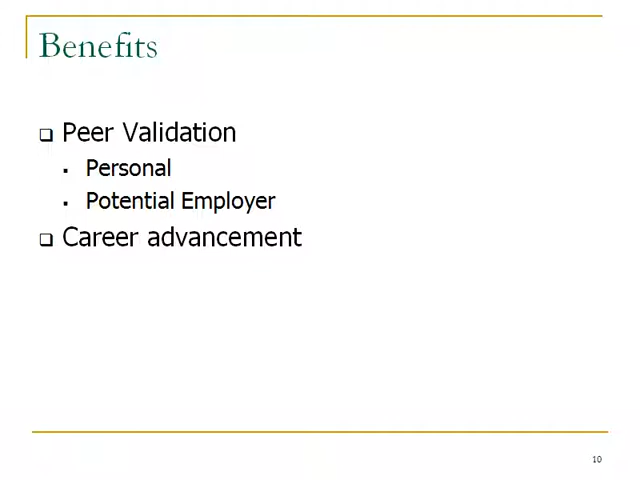 Benefits
Peer Validation
Personal
Potential Employer
Career advancement
10